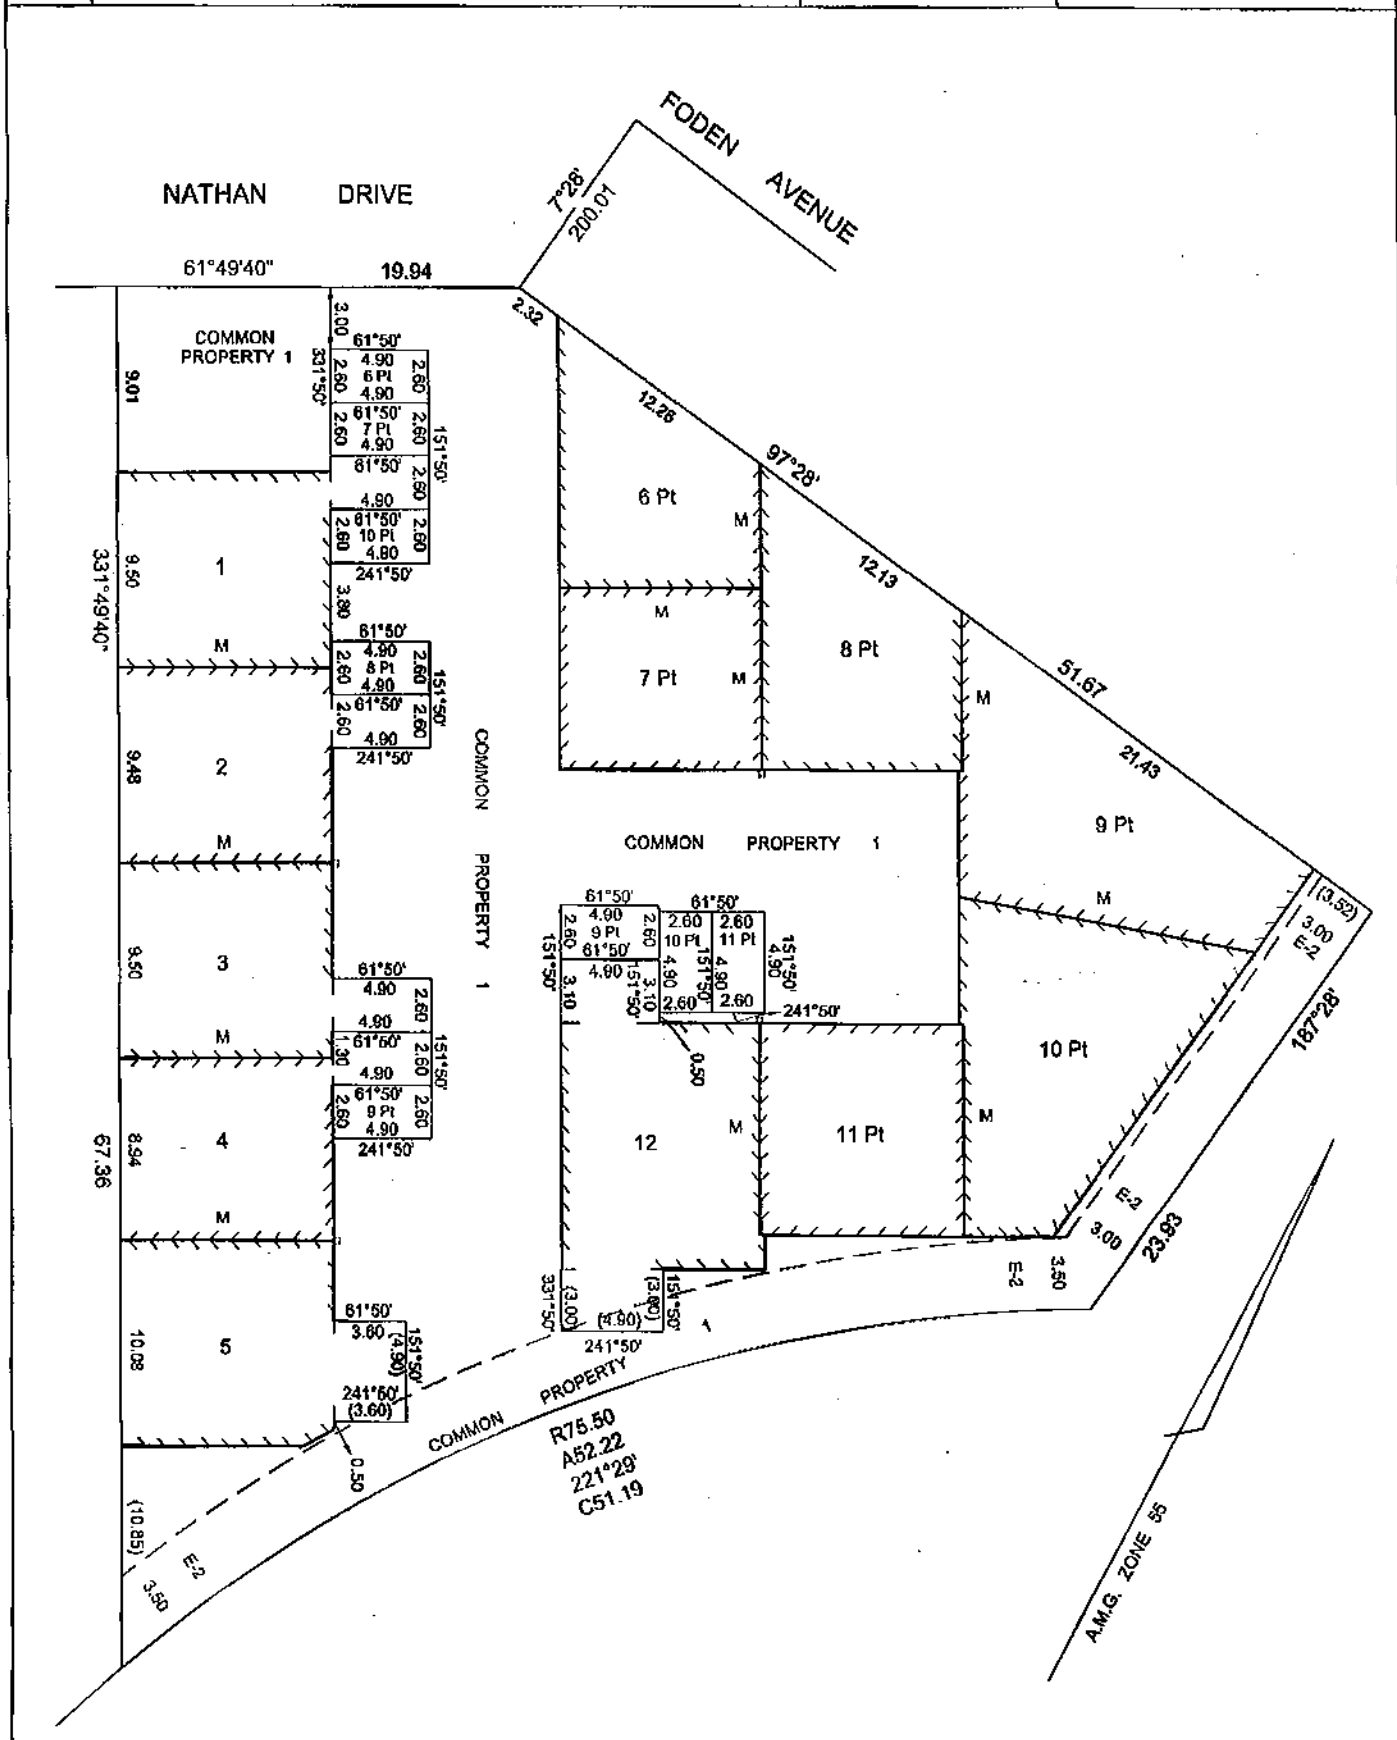 FODEN AVENUE
NATHAN DRIVE
7°28'
200.01
61°49'40"
19.94
2.32
COMMON
PROPERTY 1
3.00
331°50'
9.01
61°50'
4.90
2.60
6 Pt
2.60
4.90
61°50'
2.60
7 Pt
2.60
4.90
151°50'
61°50'
2.60
4.90
61°50'
2.60
10 Pt
2.60
4.90
241°50'
3.80
12.26
97°28'
6 Pt
M
12.13
1
9.50
331°49'40"
M
M
7 Pt
M
8 Pt
M
51.67
21.43
61°50'
4.90
2.60
8 Pt
2.60
4.90
151°50'
61°50'
2.60
2.60
4.90
241°50'
2
9.48
M
COMMON PROPERTY 1
COMMON PROPERTY 1
9 Pt
M
(3.52)
3.00
E-2
187°28'
61°50'
4.90
2.60
9 Pt
2.60
61°50'
4.90
151°50'
3.10
151°50'
3.10
61°50'
2.60
10 Pt
4.90
151°50'
2.60
2.60
11 Pt
4.90
2.60
151°50'
4.90
241°50'
0.50
3
9.50
M
61°50'
4.90
2.60
4.90
61°50'
1.30
2.60
4.90
151°50'
61°50'
2.60
9 Pt
2.60
4.90
241°50'
10 Pt
M
11 Pt
M
12
4
8.94
67.36
M
E-2
3.00
23.93
3.50
E-2
61°50'
3.60
151°50'
(4.90)
241°50'
(3.60)
5
10.08
331°50'
(3.00)
(4.90)
151°50'
241°50'
COMMON PROPERTY 1
R75.50
A52.22
221°29'
C51.19
0.50
(10.85)
E-2
3.50
A.M.G. ZONE 55